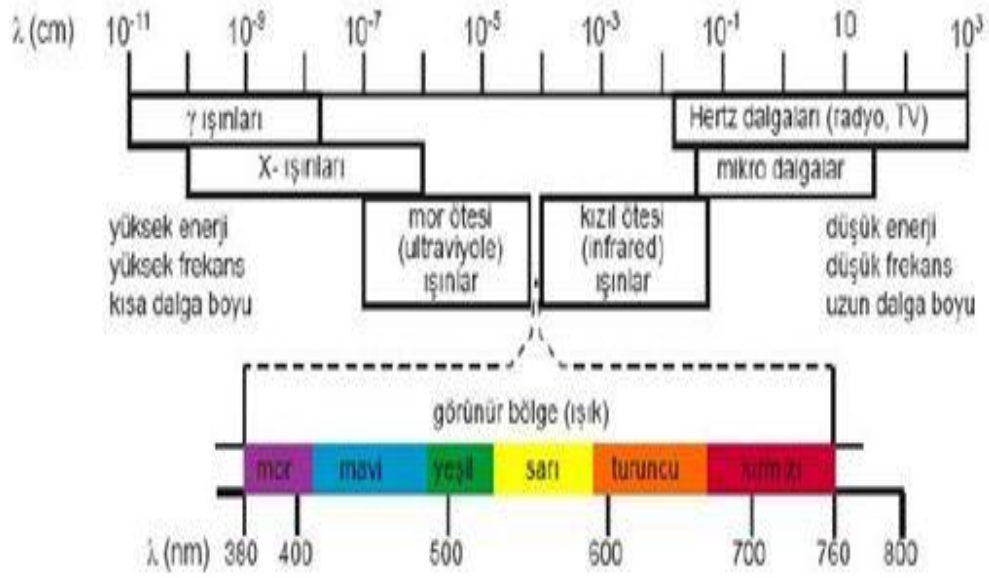 λ (cm) 10⁻¹¹ 10⁻⁹ 10⁻⁷ 10⁻⁵ 10⁻³ 10⁻¹ 10 10³
γ ışınları
Hertz dalgaları (radyo, TV)
X- ışınları
mikro dalgalar
yüksek enerji
yüksek frekans
kısa dalga boyu
mor ötesi
(ultraviyole)
ışınlar
kızıl ötesi
(infrared)
ışınlar
düşük enerji
düşük frekans
uzun dalga boyu
görünür bölge (ışık)
mor mavi yeşil sarı turuncu kırmızı
λ (nm) 380 400 500 600 700 760 800